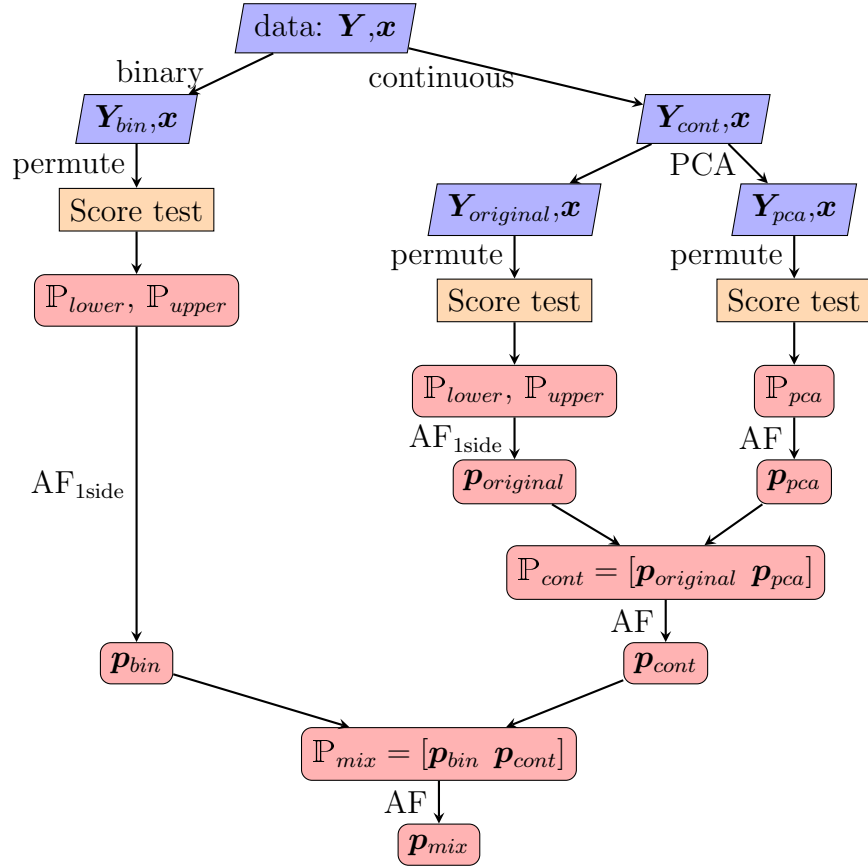 data: Y,x
binary
continuous
Y_bin,x
Y_cont,x
permute
PCA
Score test
Y_original,x
Y_pca,x
permute
permute
ℙ_lower, ℙ_upper
Score test
Score test
ℙ_lower, ℙ_upper
ℙ_pca
AF_1side
AF
AF_1side
p_original
p_pca
ℙ_cont = [p_original p_pca]
AF
p_bin
p_cont
ℙ_mix = [p_bin p_cont]
AF
p_mix